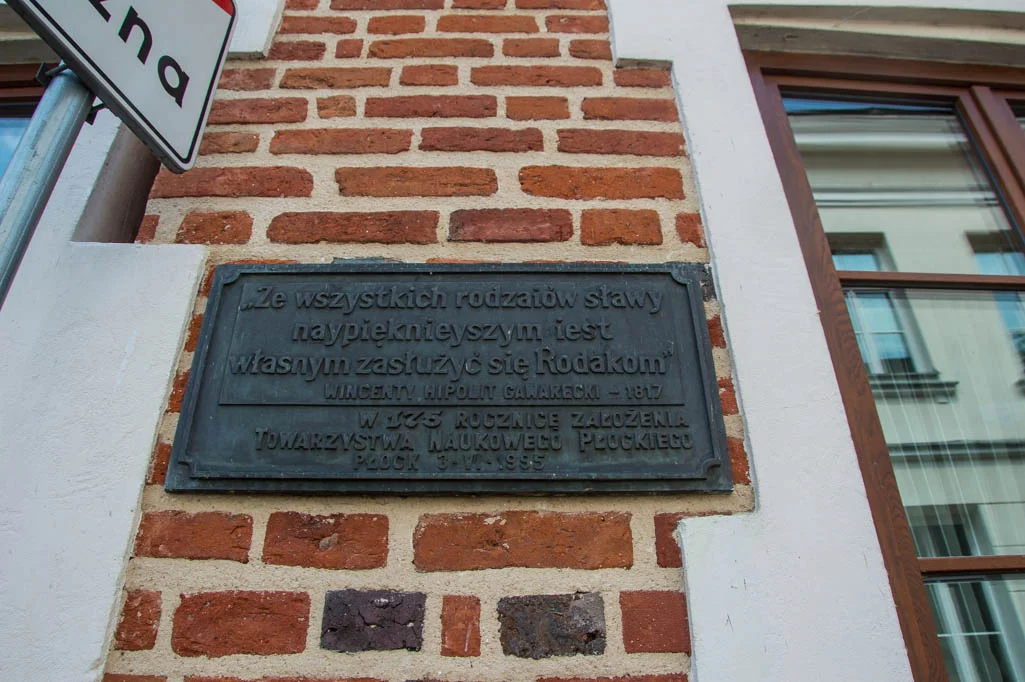 zna
„Ze wszystkich rodzaiów sławy
naypięknieyszym iest
własnym zasłużyć się Rodakom”
WINCENTY HIPOLIT GAWARECKI – 1817
W 175 ROCZNICĘ ZAŁOŻENIA
TOWARZYSTWA NAUKOWEGO PŁOCKIEGO
PŁOCK 3·VI·1995